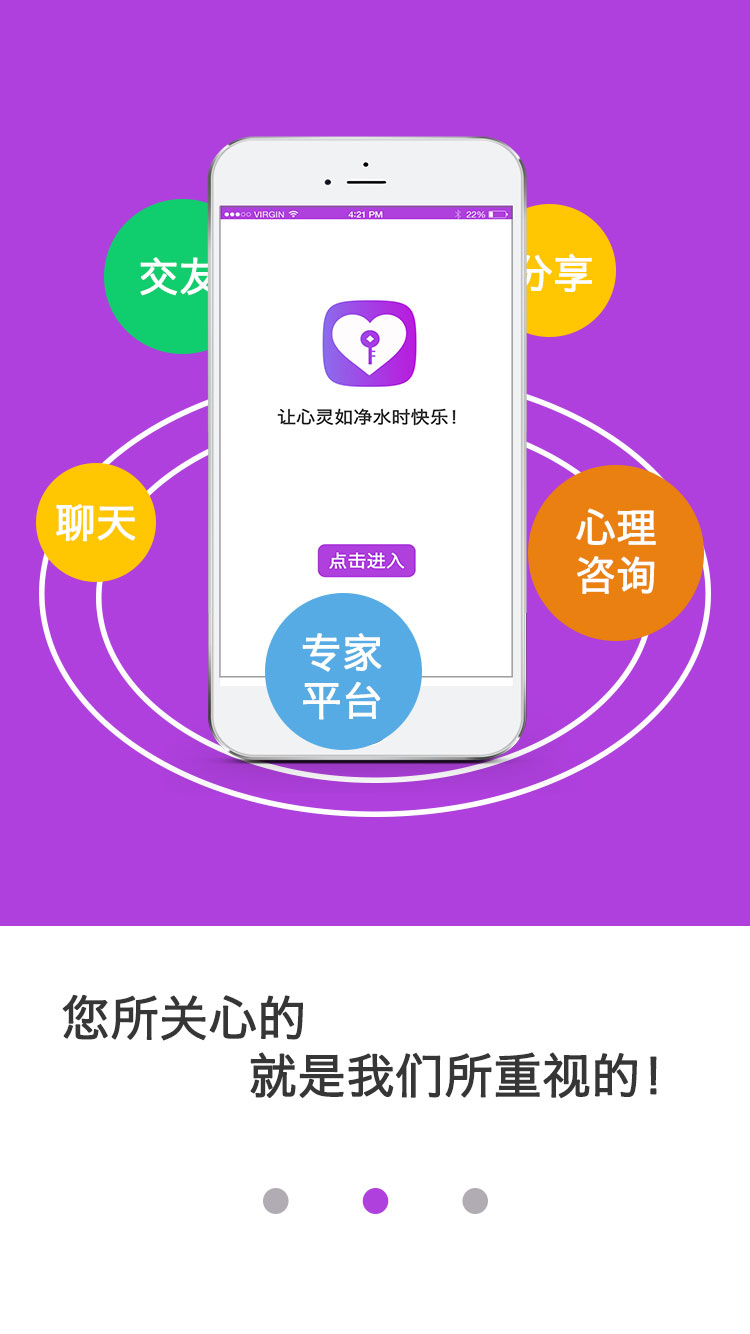 VIRGIN 4:21 PM 22%
交友
分享
让心灵如净水时快乐！
聊天
心理
咨询
点击进入
专家
平台
您所关心的
就是我们所重视的！